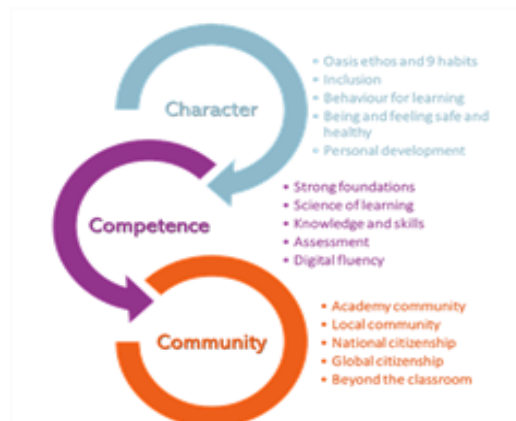 Character
• Oasis ethos and 9 habits
• Inclusion
• Behaviour for learning
• Being and feeling safe and
healthy
• Personal development
Competence
• Strong foundations
• Science of learning
• Knowledge and skills
• Assessment
• Digital fluency
Community
• Academy community
• Local community
• National citizenship
• Global citizenship
• Beyond the classroom